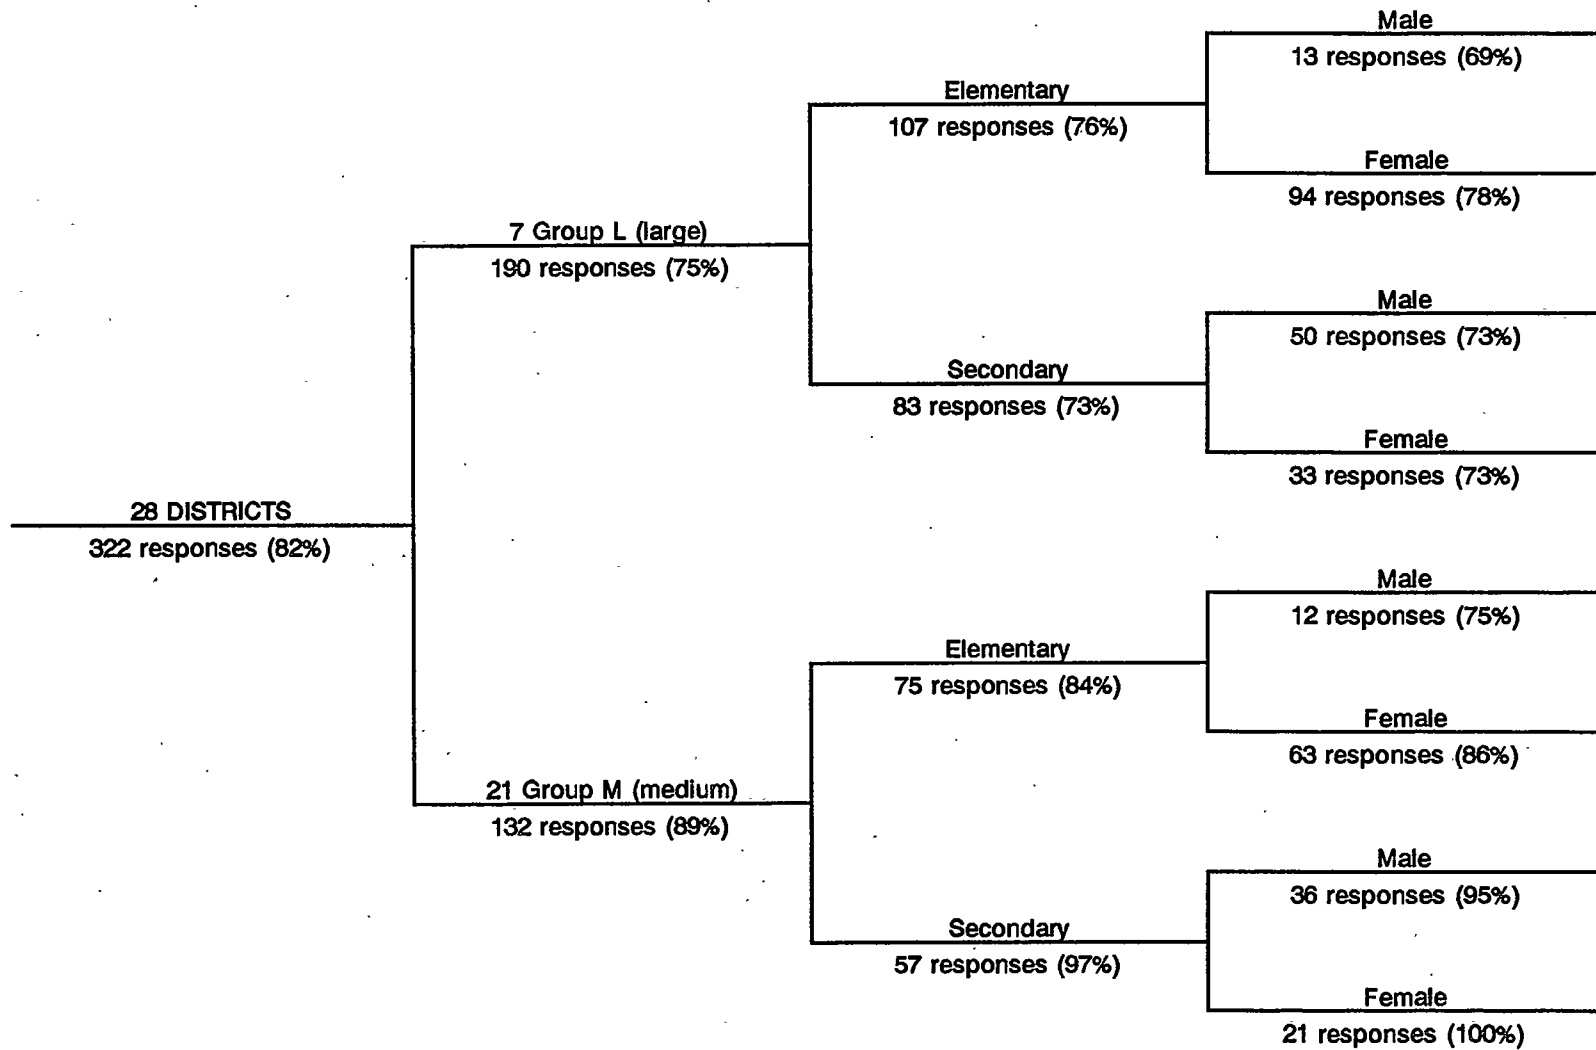 Male
13 responses (69%)
Elementary
107 responses (76%)
Female
94 responses (78%)
7 Group L (large)
190 responses (75%)
Male
50 responses (73%)
Secondary
83 responses (73%)
Female
33 responses (73%)
28 DISTRICTS
322 responses (82%)
Male
12 responses (75%)
Elementary
75 responses (84%)
Female
63 responses (86%)
21 Group M (medium)
132 responses (89%)
Male
36 responses (95%)
Secondary
57 responses (97%)
Female
21 responses (100%)